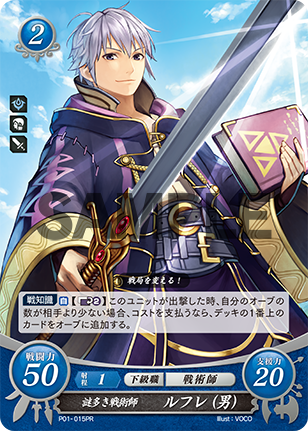 2
SAMPLE
戦局を変える!
戦知識 自 [2] このユニットが出撃した時、自分のオーブの
数が相手より少ない場合、コストを支払うなら、デッキの1番上
のカードをオーブに追加する。
戦闘力
50
射程 1 下級職 戦術師
支援力
20
謎多き戦術師 ルフレ(男)
P01-015PR Illust:VOCO